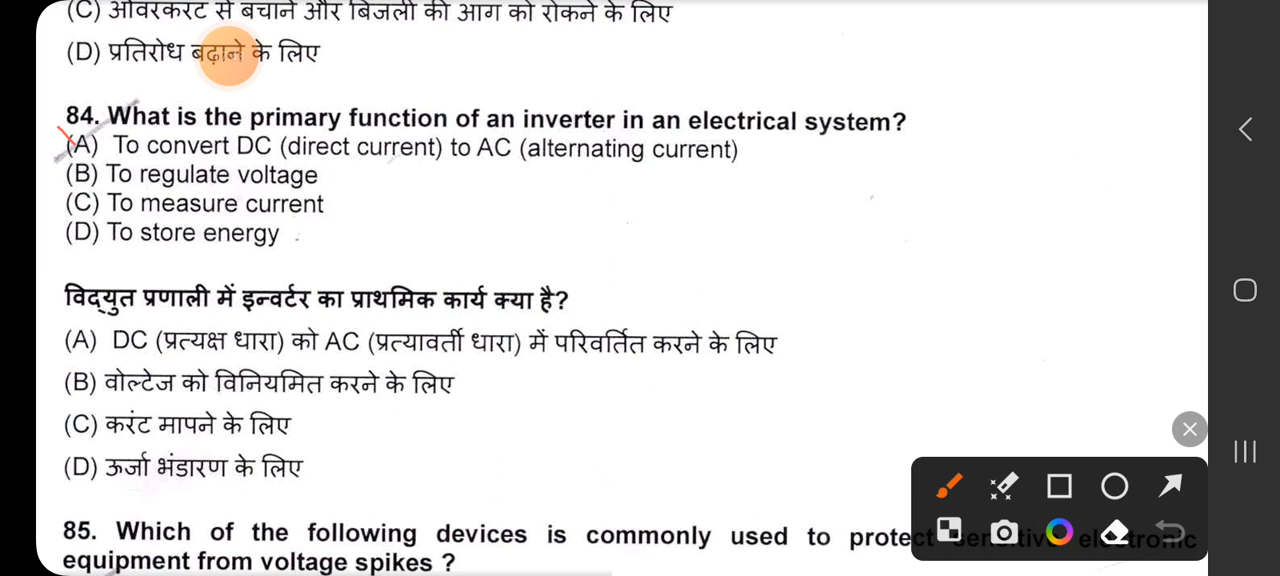 (C) ओवरकरंट से बचाने और बिजली की आग को रोकने के लिए
(D) प्रतिरोध बढ़ाने के लिए
84. What is the primary function of an inverter in an electrical system?
(A) To convert DC (direct current) to AC (alternating current)
(B) To regulate voltage
(C) To measure current
(D) To store energy
विद्युत प्रणाली में इन्वर्टर का प्राथमिक कार्य क्या है?
(A) DC (प्रत्यक्ष धारा) को AC (प्रत्यावर्ती धारा) में परिवर्तित करने के लिए
(B) वोल्टेज को विनियमित करने के लिए
(C) करंट मापने के लिए
(D) ऊर्जा भंडारण के लिए
85. Which of the following devices is commonly used to protect sensitive electronic
equipment from voltage spikes ?